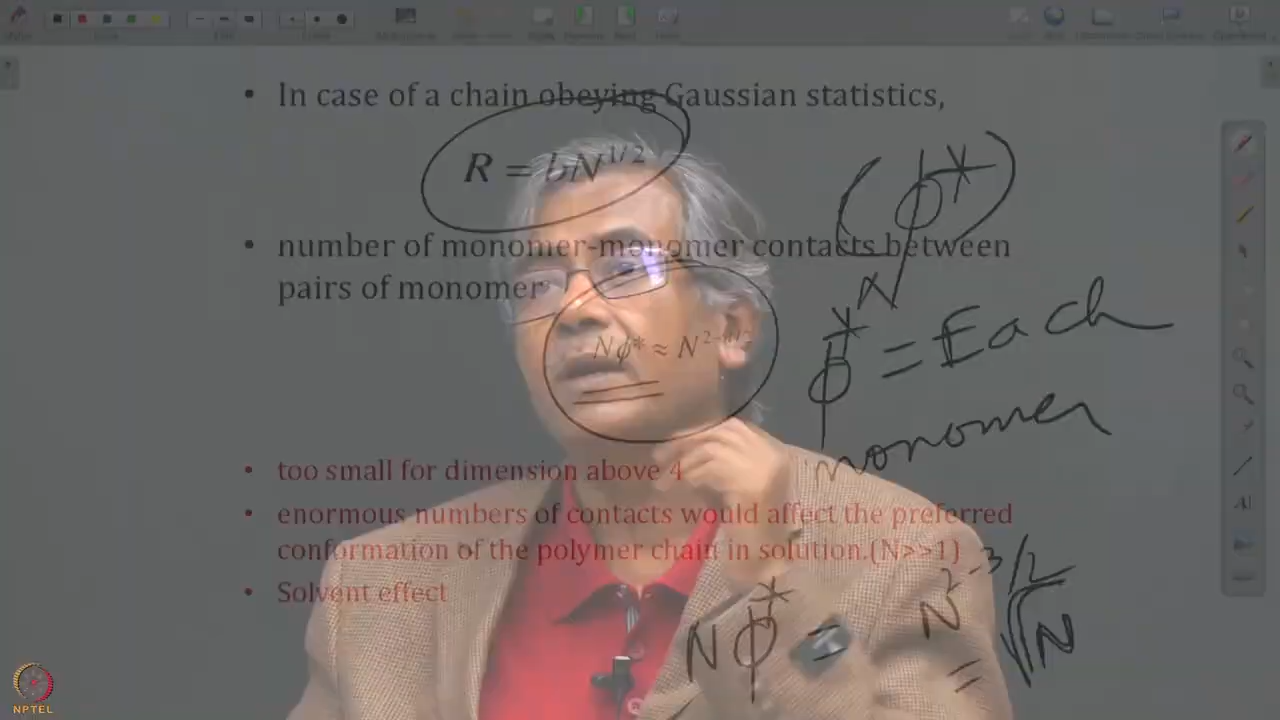 • In case of a chain obeying Gaussian statistics,
R = bN^1/2
(ϕ*)
N
• number of monomer-monomer contacts between
pairs of monomer
ϕ* = Each
monomer
Nϕ* ≈ N^2-d/2
• too small for dimension above 4
• enormous numbers of contacts would affect the preferred
conformation of the polymer chain in solution.(N>>1)
• Solvent effect
Nϕ* = N^2-3/2
= √N
NPTEL